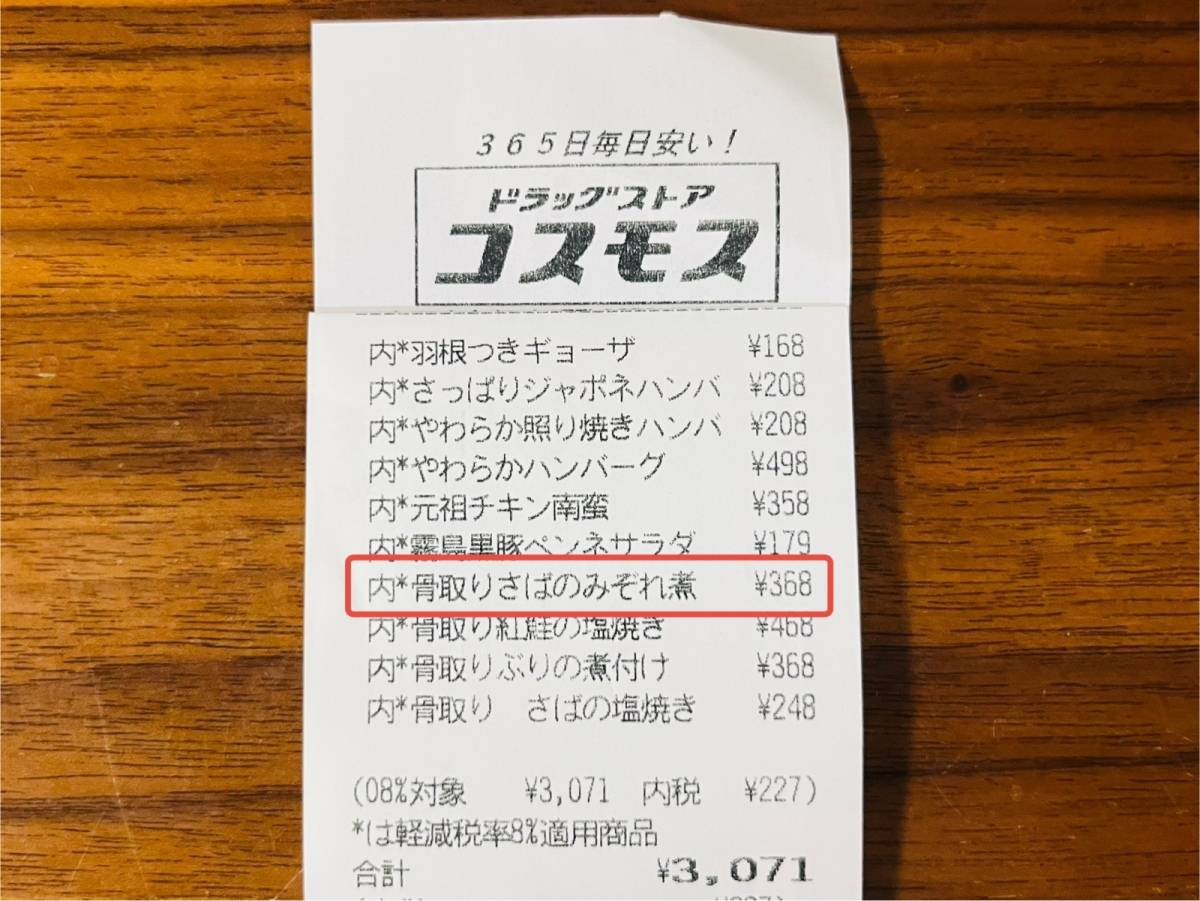 365日毎日安い!
ドラッグストア
コスモス
内*羽根つきギョーザ ¥168
内*さっぱりジャポネハンバ ¥208
内*やわらか照り焼きハンバ ¥208
内*やわらかハンバーグ ¥498
内*元祖チキン南蛮 ¥358
内*霧島黒豚ペンネサラダ ¥179
内*骨取りさばのみぞれ煮 ¥368
内*骨取り紅鮭の塩焼き ¥468
内*骨取りぶりの煮付け ¥368
内*骨取り さばの塩焼き ¥248
(08%対象 ¥3,071 内税 ¥227)
*は軽減税率8%適用商品
合計 ¥3,071